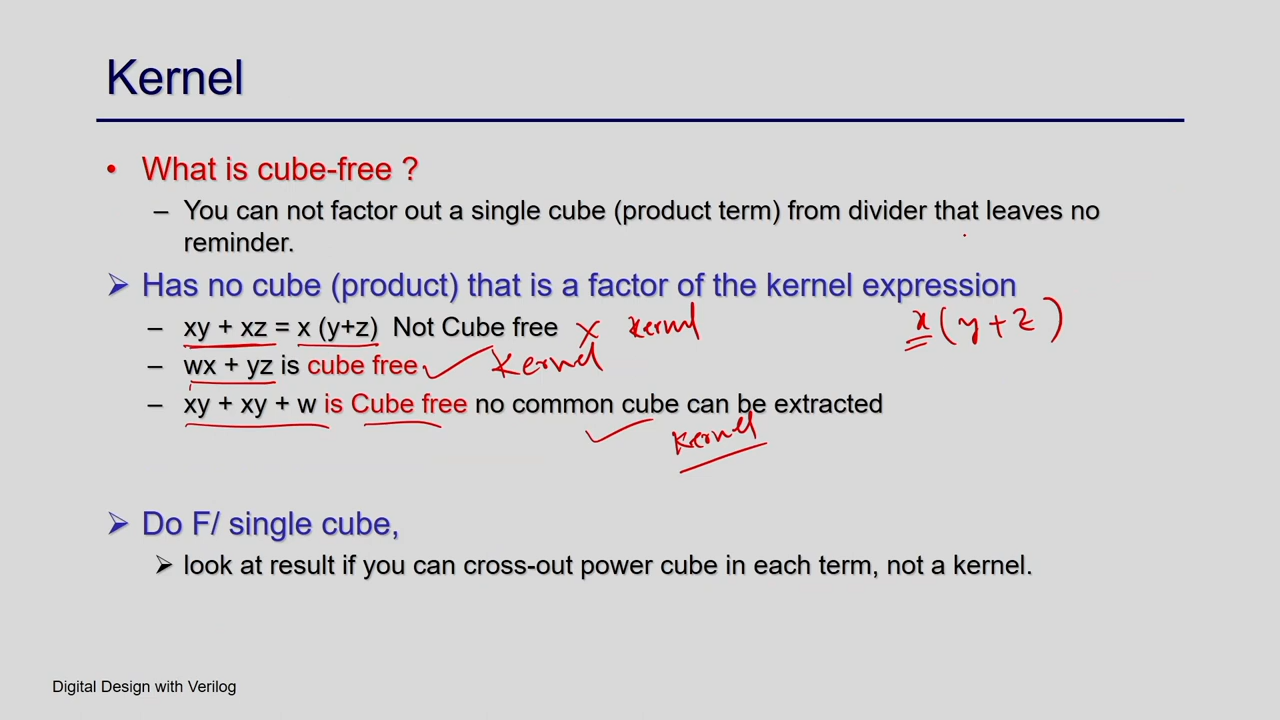 Kernel
• What is cube-free ?
– You can not factor out a single cube (product term) from divider that leaves no
reminder.
➢ Has no cube (product) that is a factor of the kernel expression
– xy + xz = x (y+z) Not Cube free ✗ kernel
x (y + z)
– wx + yz is cube free ✓ Kernel
– xy + xy + w is Cube free no common cube can be extracted
✓ Kernel
➢ Do F/ single cube,
➢ look at result if you can cross-out power cube in each term, not a kernel.
Digital Design with Verilog